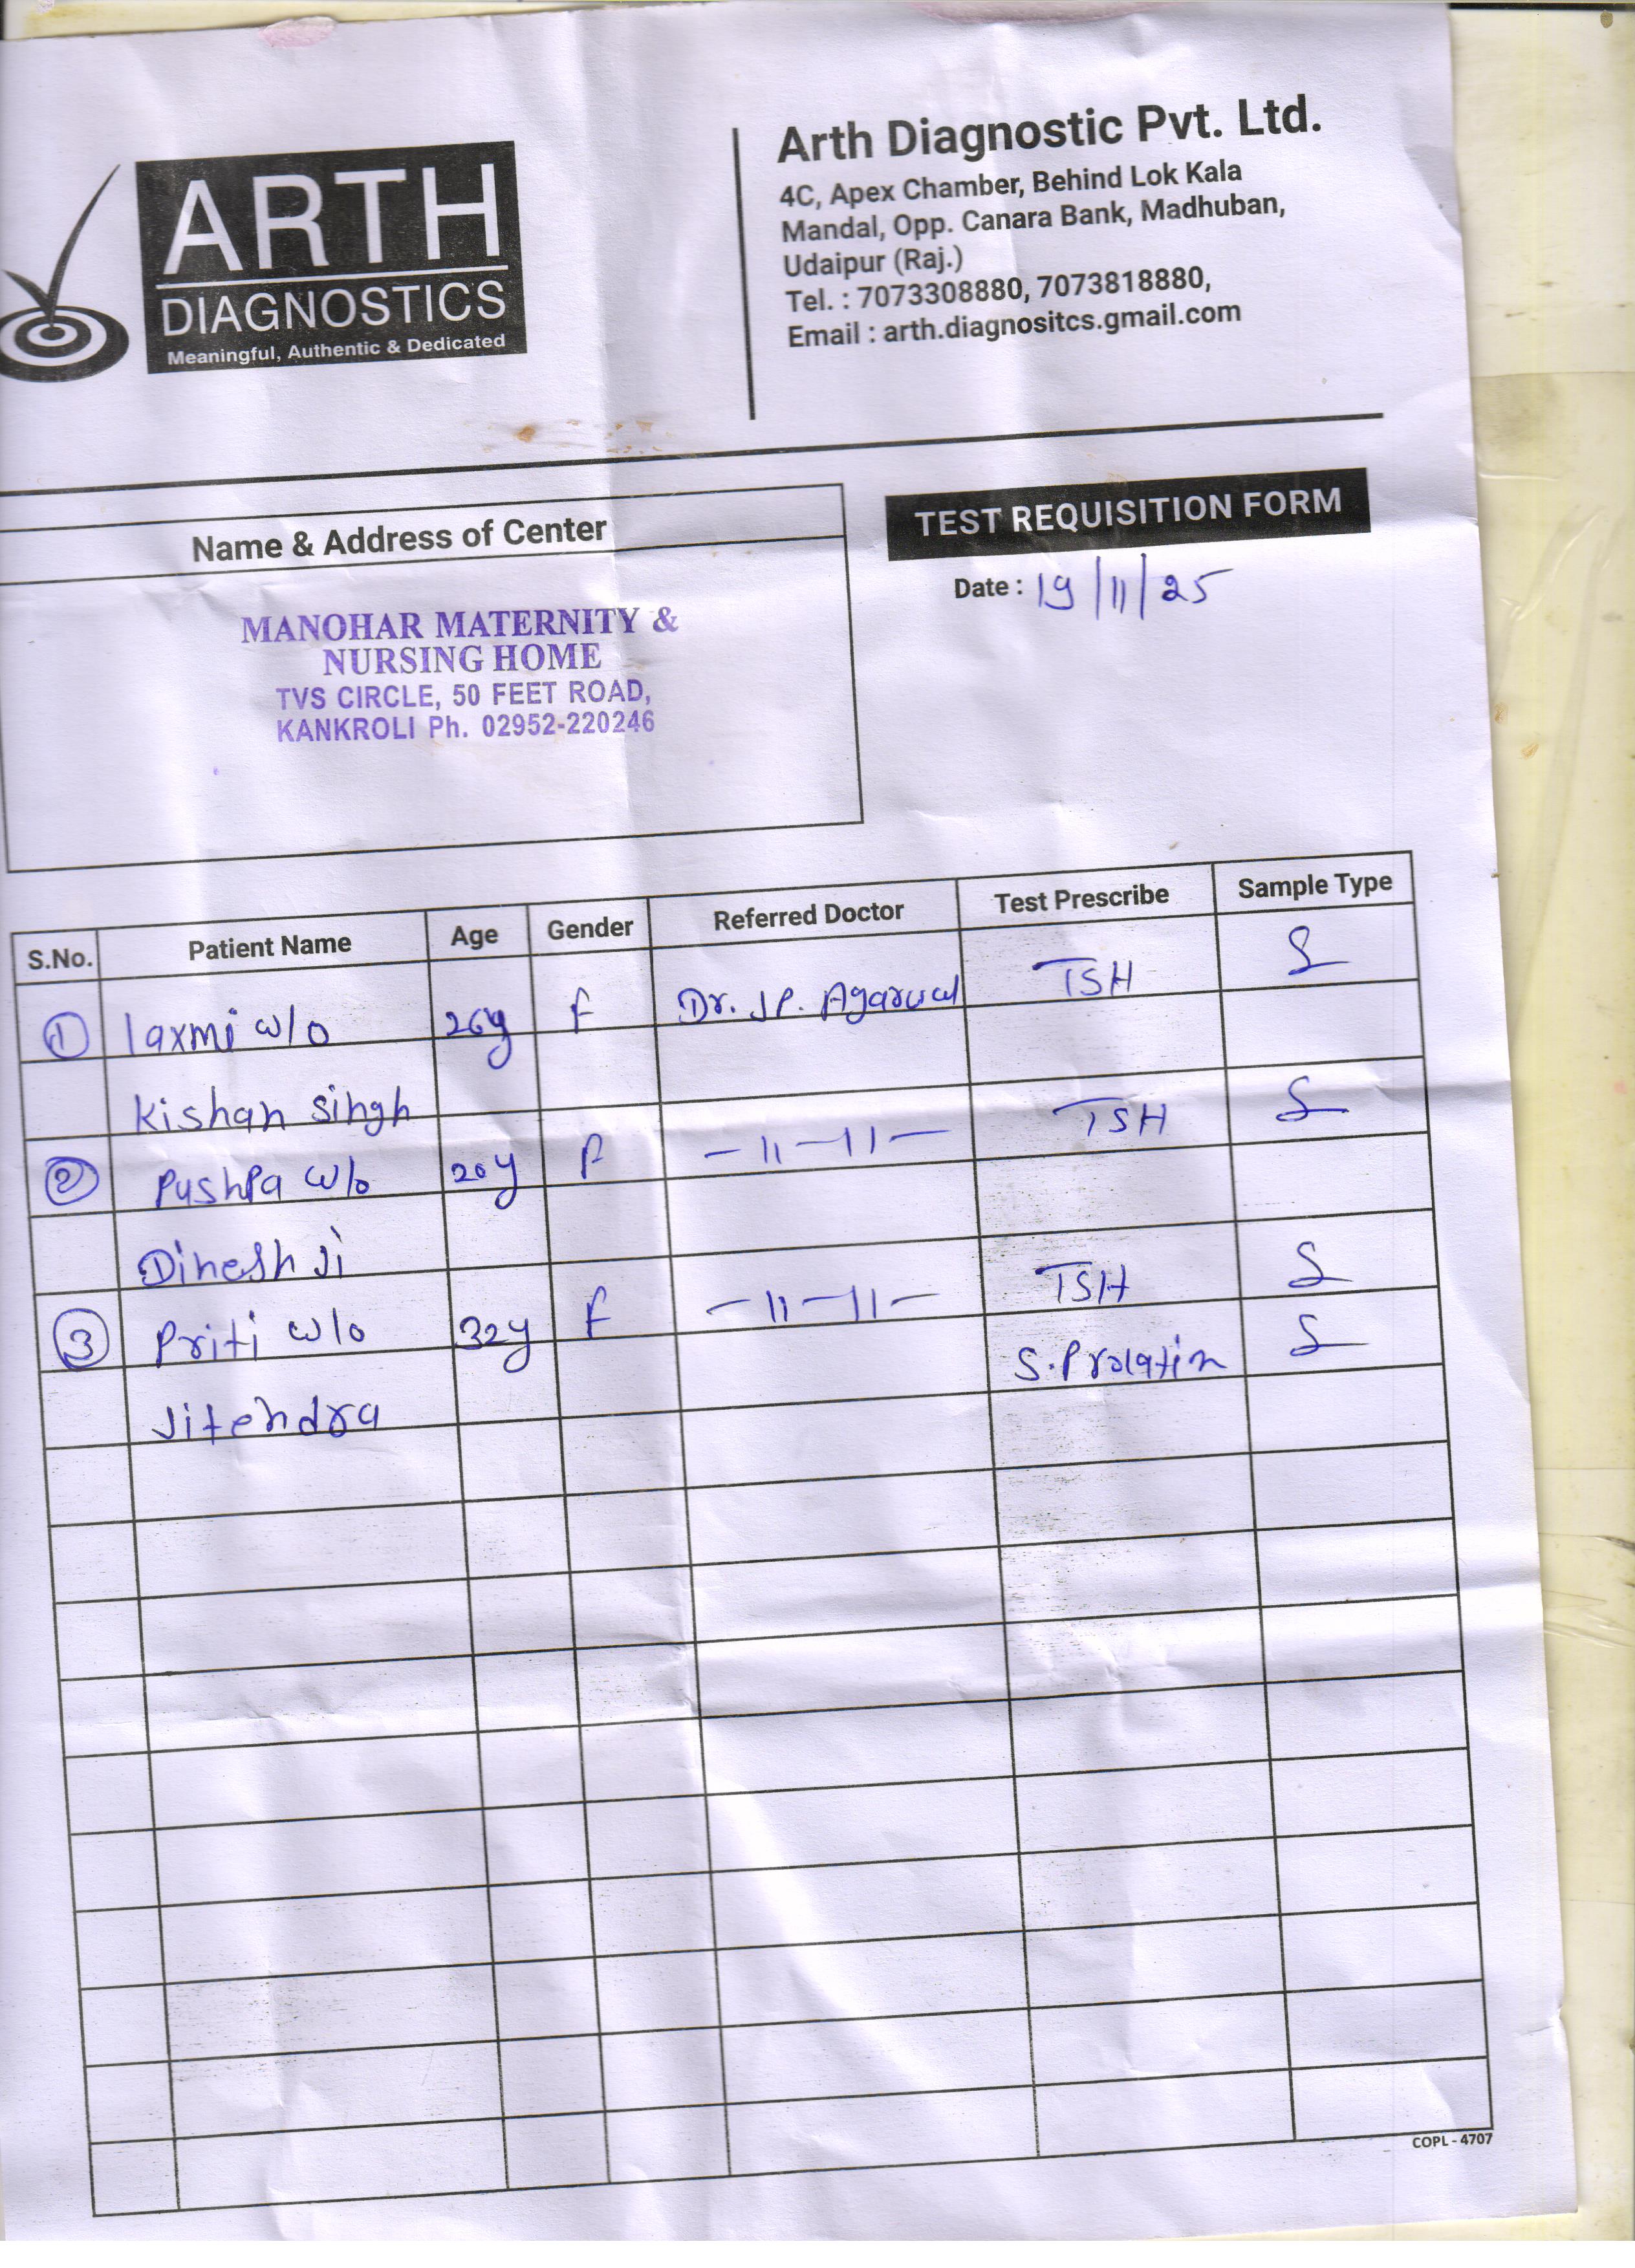 ARTH
DIAGNOSTICS
Meaningful, Authentic & Dedicated
Arth Diagnostic Pvt. Ltd.
4C, Apex Chamber, Behind Lok Kala
Mandal, Opp. Canara Bank, Madhuban,
Udaipur (Raj.)
Tel. : 7073308880, 7073818880,
Email : arth.diagnositcs.gmail.com
Name & Address of Center
MANOHAR MATERNITY &
NURSING HOME
TVS CIRCLE, 50 FEET ROAD,
KANKROLI Ph. 02952-220246
TEST REQUISITION FORM
Date : 19/11/25
S.No. Patient Name Age Gender Referred Doctor Test Prescribe Sample Type
1 laxmi w/o 26y F Dr. J.P. Agarwal TSH S
Kishan Singh
2 Pushpa w/o 20y F -11-11- TSH S
Dinesh Ji
3 Priti w/o 32y F -11-11- TSH S
S. Prolatin S
Jitendra
COPL - 4707